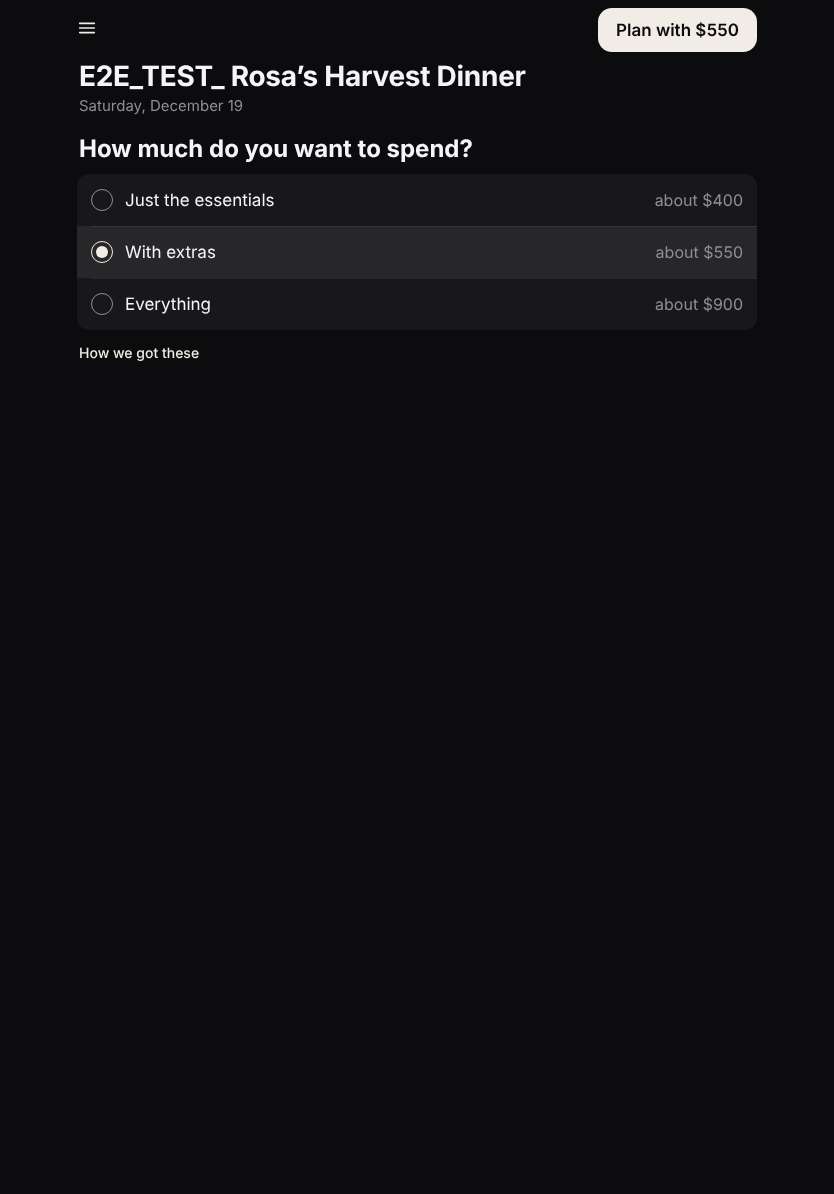 Plan with $550
E2E_TEST_ Rosa’s Harvest Dinner
Saturday, December 19
How much do you want to spend?
Just the essentials about $400
With extras about $550
Everything about $900
How we got these